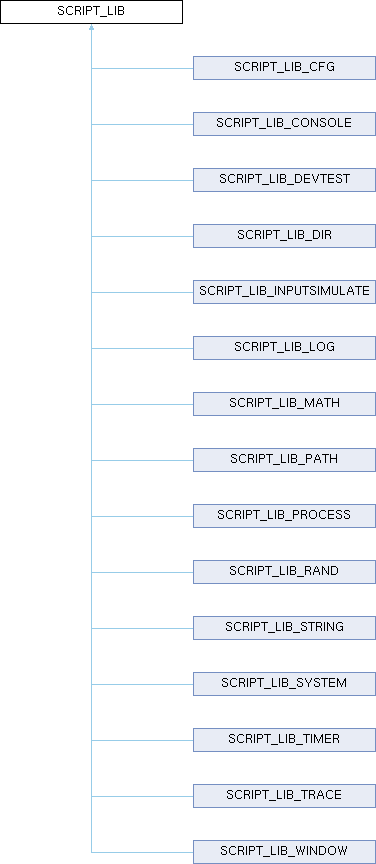 SCRIPT_LIB
SCRIPT_LIB_CFG
SCRIPT_LIB_CONSOLE
SCRIPT_LIB_DEVTEST
SCRIPT_LIB_DIR
SCRIPT_LIB_INPUTSIMULATE
SCRIPT_LIB_LOG
SCRIPT_LIB_MATH
SCRIPT_LIB_PATH
SCRIPT_LIB_PROCESS
SCRIPT_LIB_RAND
SCRIPT_LIB_STRING
SCRIPT_LIB_SYSTEM
SCRIPT_LIB_TIMER
SCRIPT_LIB_TRACE
SCRIPT_LIB_WINDOW